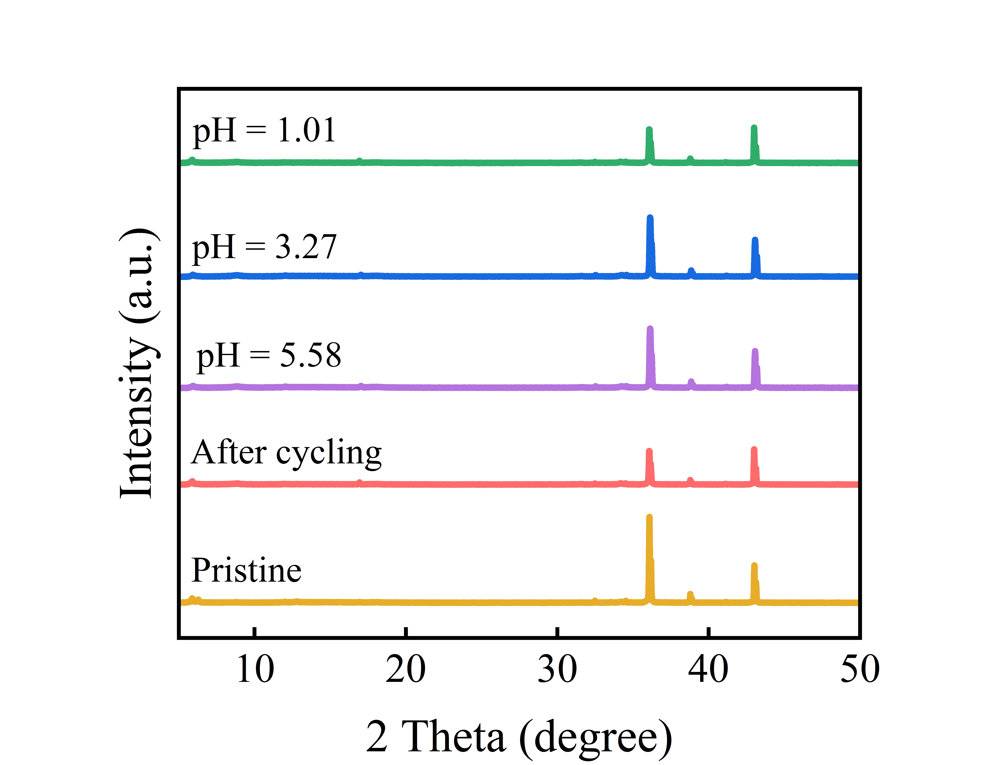 pH = 1.01
pH = 3.27
pH = 5.58
After cycling
Pristine
Intensity (a.u.)
10 20 30 40 50
2 Theta (degree)